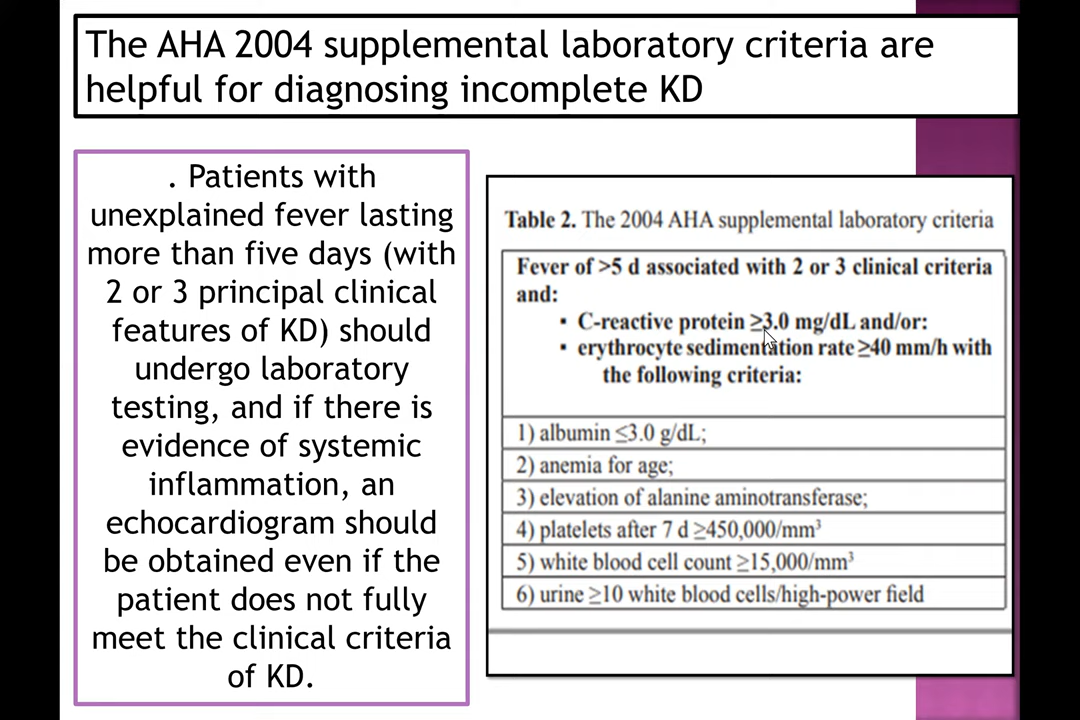 The AHA 2004 supplemental laboratory criteria are
helpful for diagnosing incomplete KD
. Patients with
unexplained fever lasting
more than five days (with
2 or 3 principal clinical
features of KD) should
undergo laboratory
testing, and if there is
evidence of systemic
inflammation, an
echocardiogram should
be obtained even if the
patient does not fully
meet the clinical criteria
of KD.
Table 2. The 2004 AHA supplemental laboratory criteria
Fever of >5 d associated with 2 or 3 clinical criteria
and:
▪ C-reactive protein ≥3.0 mg/dL and/or:
▪ erythrocyte sedimentation rate ≥40 mm/h with
the following criteria:
1) albumin ≤3.0 g/dL;
2) anemia for age;
3) elevation of alanine aminotransferase;
4) platelets after 7 d ≥450,000/mm³
5) white blood cell count ≥15,000/mm³
6) urine ≥10 white blood cells/high-power field